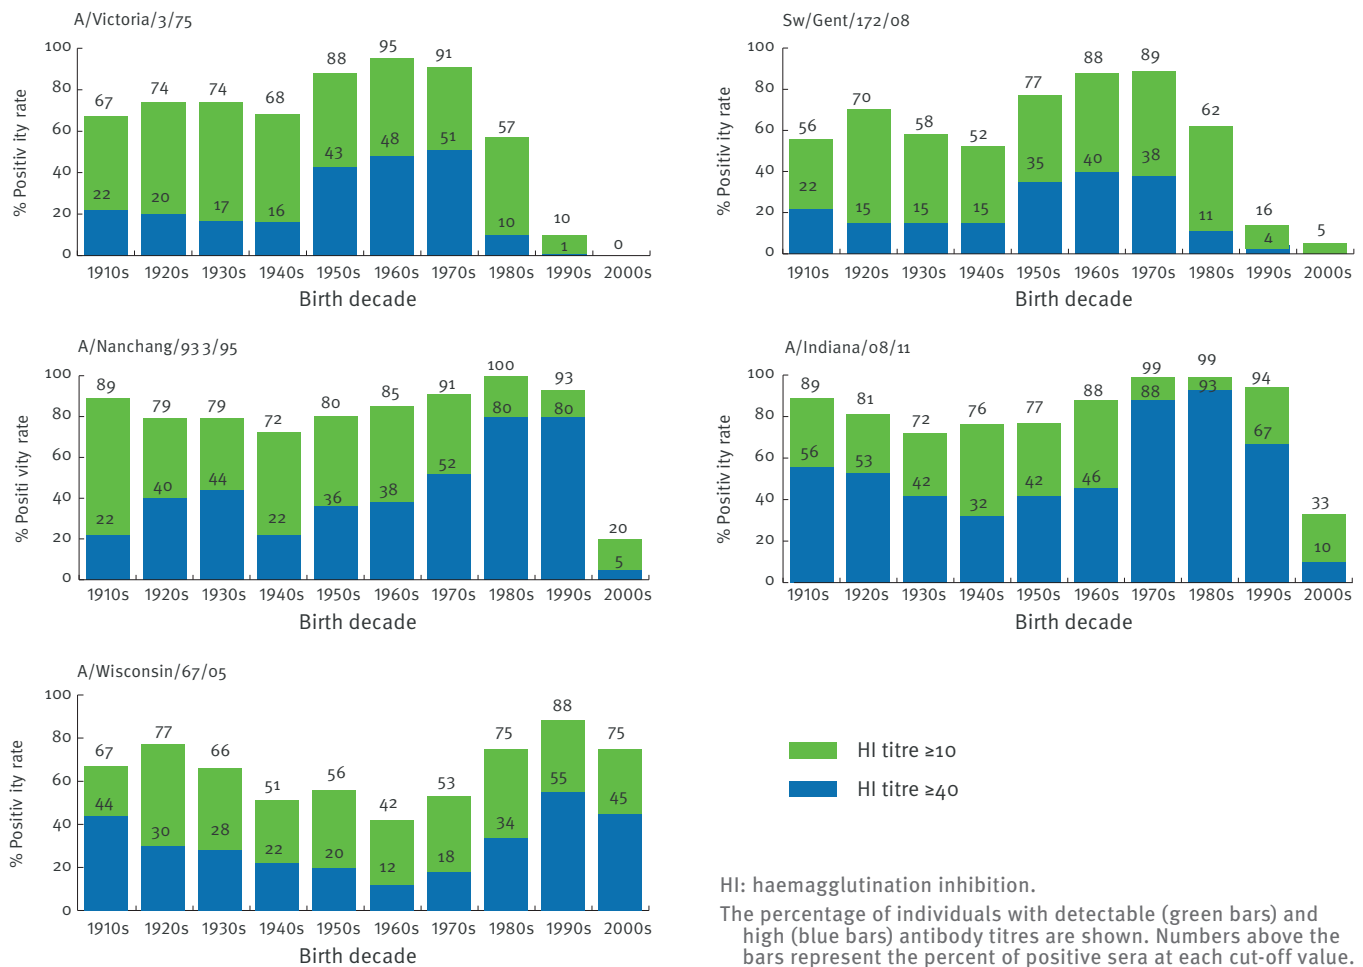 A/Victoria/3/75
% Positiv ity rate
100
80
60
40
20
0
67 74 74 68 88 95 91 57 10 0
22 20 17 16 43 48 51 10 1
1910s 1920s 1930s 1940s 1950s 1960s 1970s 1980s 1990s 2000s
Birth decade
Sw/Gent/172/08
% Positiv ity rate
100
80
60
40
20
0
56 70 58 52 77 88 89 62 16 5
22 15 15 15 35 40 38 11 4
1910s 1920s 1930s 1940s 1950s 1960s 1970s 1980s 1990s 2000s
Birth decade
A/Nanchang/933/95
% Positi vity rate
100
80
60
40
20
0
89 79 79 72 80 85 91 100 93 20
22 40 44 22 36 38 52 80 80 5
1910s 1920s 1930s 1940s 1950s 1960s 1970s 1980s 1990s 2000s
Birth decade
A/Indiana/08/11
% Positiv ity rate
100
80
60
40
20
0
89 81 72 76 77 88 99 99 94 33
56 53 42 32 42 46 88 93 67 10
1910s 1920s 1930s 1940s 1950s 1960s 1970s 1980s 1990s 2000s
Birth decade
A/Wisconsin/67/05
% Positiv ity rate
100
80
60
40
20
0
67 77 66 51 56 42 53 75 88 75
44 30 28 22 20 12 18 34 55 45
1910s 1920s 1930s 1940s 1950s 1960s 1970s 1980s 1990s 2000s
Birth decade
HI titre ≥10
HI titre ≥40
HI: haemagglutination inhibition.
The percentage of individuals with detectable (green bars) and
high (blue bars) antibody titres are shown. Numbers above the
bars represent the percent of positive sera at each cut-off value.